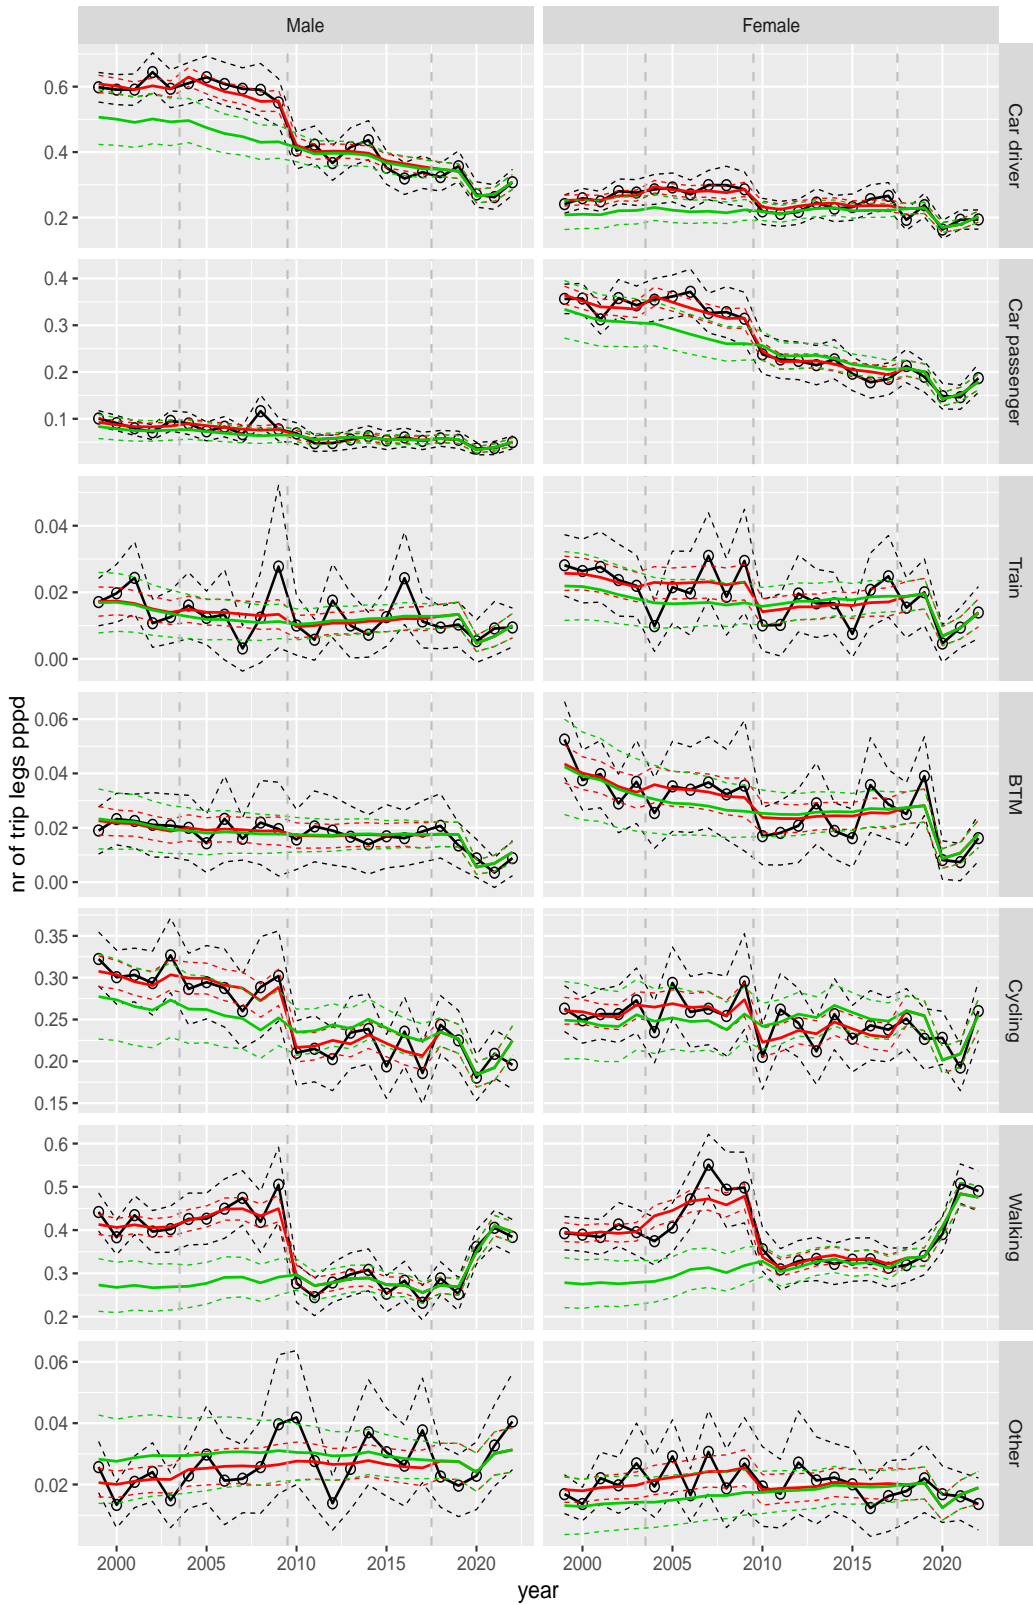 Male Female
0.6
0.4
0.2
Car driver
0.4
0.3
0.2
0.1
Car passenger
0.04
0.02
0.00
Train
0.06
0.04
0.02
0.00
BTM
0.35
0.30
0.25
0.20
0.15
Cycling
0.6
0.5
0.4
0.3
0.2
Walking
0.06
0.04
0.02
Other
nr of trip legs pppd
2000 2005 2010 2015 2020 2000 2005 2010 2015 2020
year